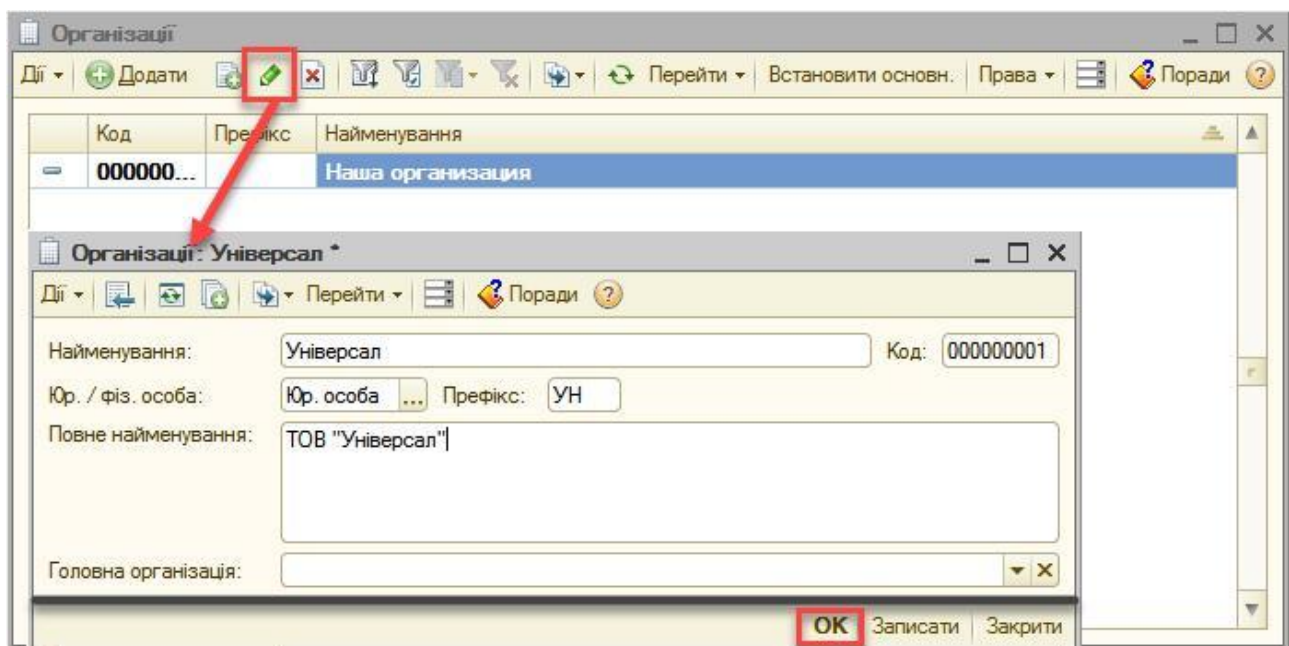 Організації
Дії Додати Перейти Встановити основн. Права Поради ?
Код Префікс Найменування
000000... Наша организация
Організації: Універсал *
Дії Перейти Поради ?
Найменування: Універсал Код: 000000001
Юр. / фіз. особа: Юр. особа ... Префікс: УН
Повне найменування: ТОВ "Універсал"
Головна організація:
OK Записати Закрити